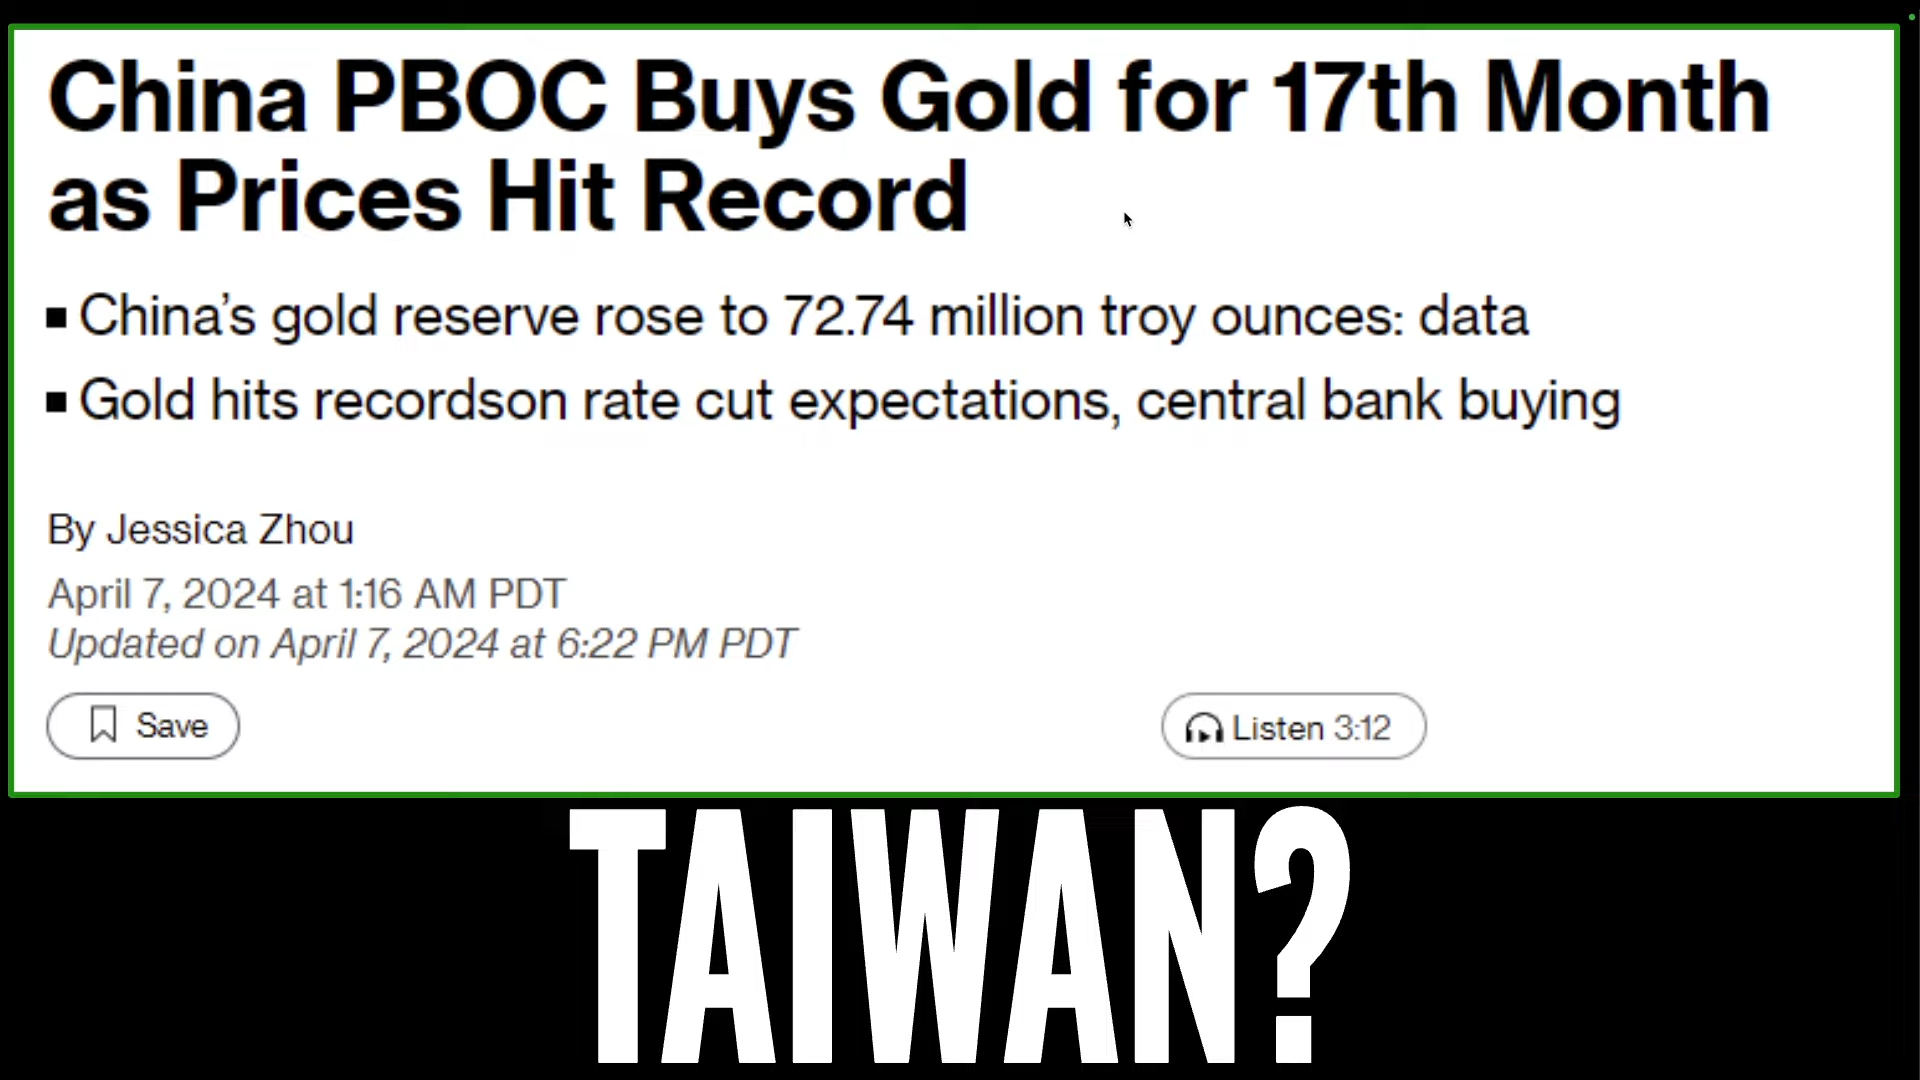 China PBOC Buys Gold for 17th Month
as Prices Hit Record
China's gold reserve rose to 72.74 million troy ounces: data
Gold hits recordson rate cut expectations, central bank buying
By Jessica Zhou
April 7, 2024 at 1:16 AM PDT
Updated on April 7, 2024 at 6:22 PM PDT
Save
Listen 3:12
TAIWAN?